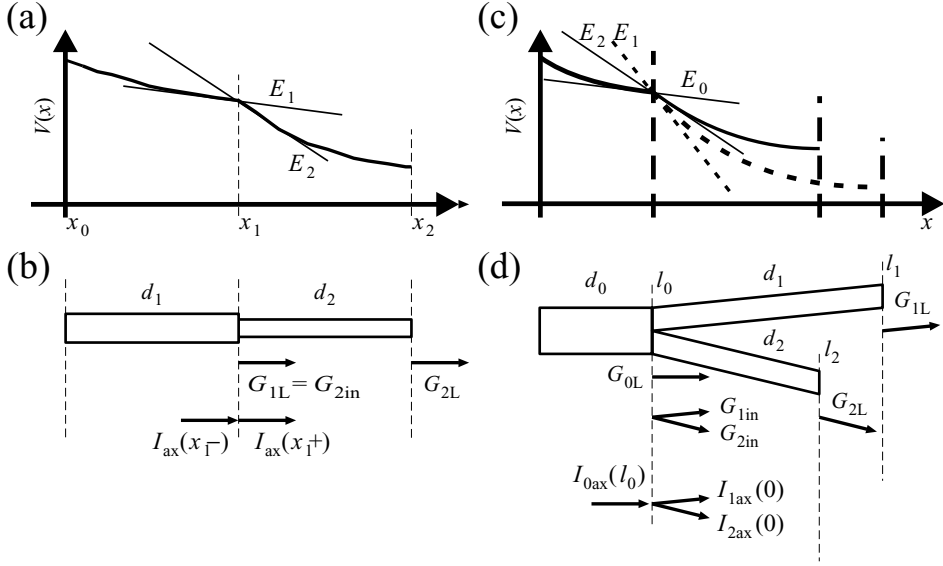 (a)
V(x)
E₁
E₂
x₀
x₁
x₂
(b)
d₁
d₂
G₁L = G₂in
G₂L
Iax(x₁−)
Iax(x₁+)
(c)
E₂ E₁
E₀
V(x)
x
(d)
d₀
l₀
d₁
l₁
G₁L
d₂
l₂
G₀L
G₁in
G₂in
G₂L
I₀ax(l₀)
I₁ax(0)
I₂ax(0)